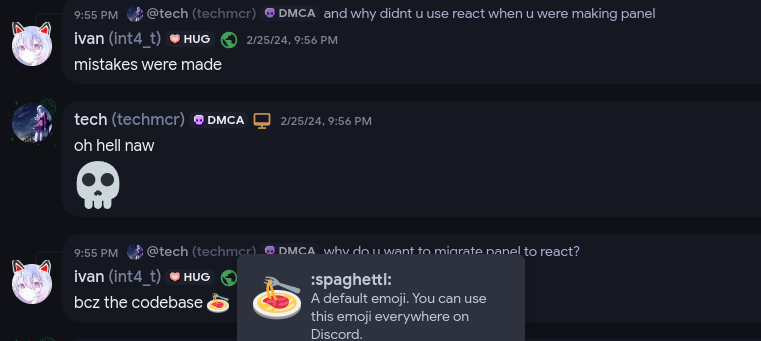 9:55 PM @tech (techmcr) DMCA and why didnt u use react when u were making panel
ivan (int4_t) HUG 2/25/24, 9:56 PM
mistakes were made
tech (techmcr) DMCA 2/25/24, 9:56 PM
oh hell naw
9:55 PM @tech (techmcr) DMCA why do u want to migrate panel to react?
ivan (int4_t) HUG
bcz the codebase
:spaghetti:
A default emoji. You can use
this emoji everywhere on
Discord.